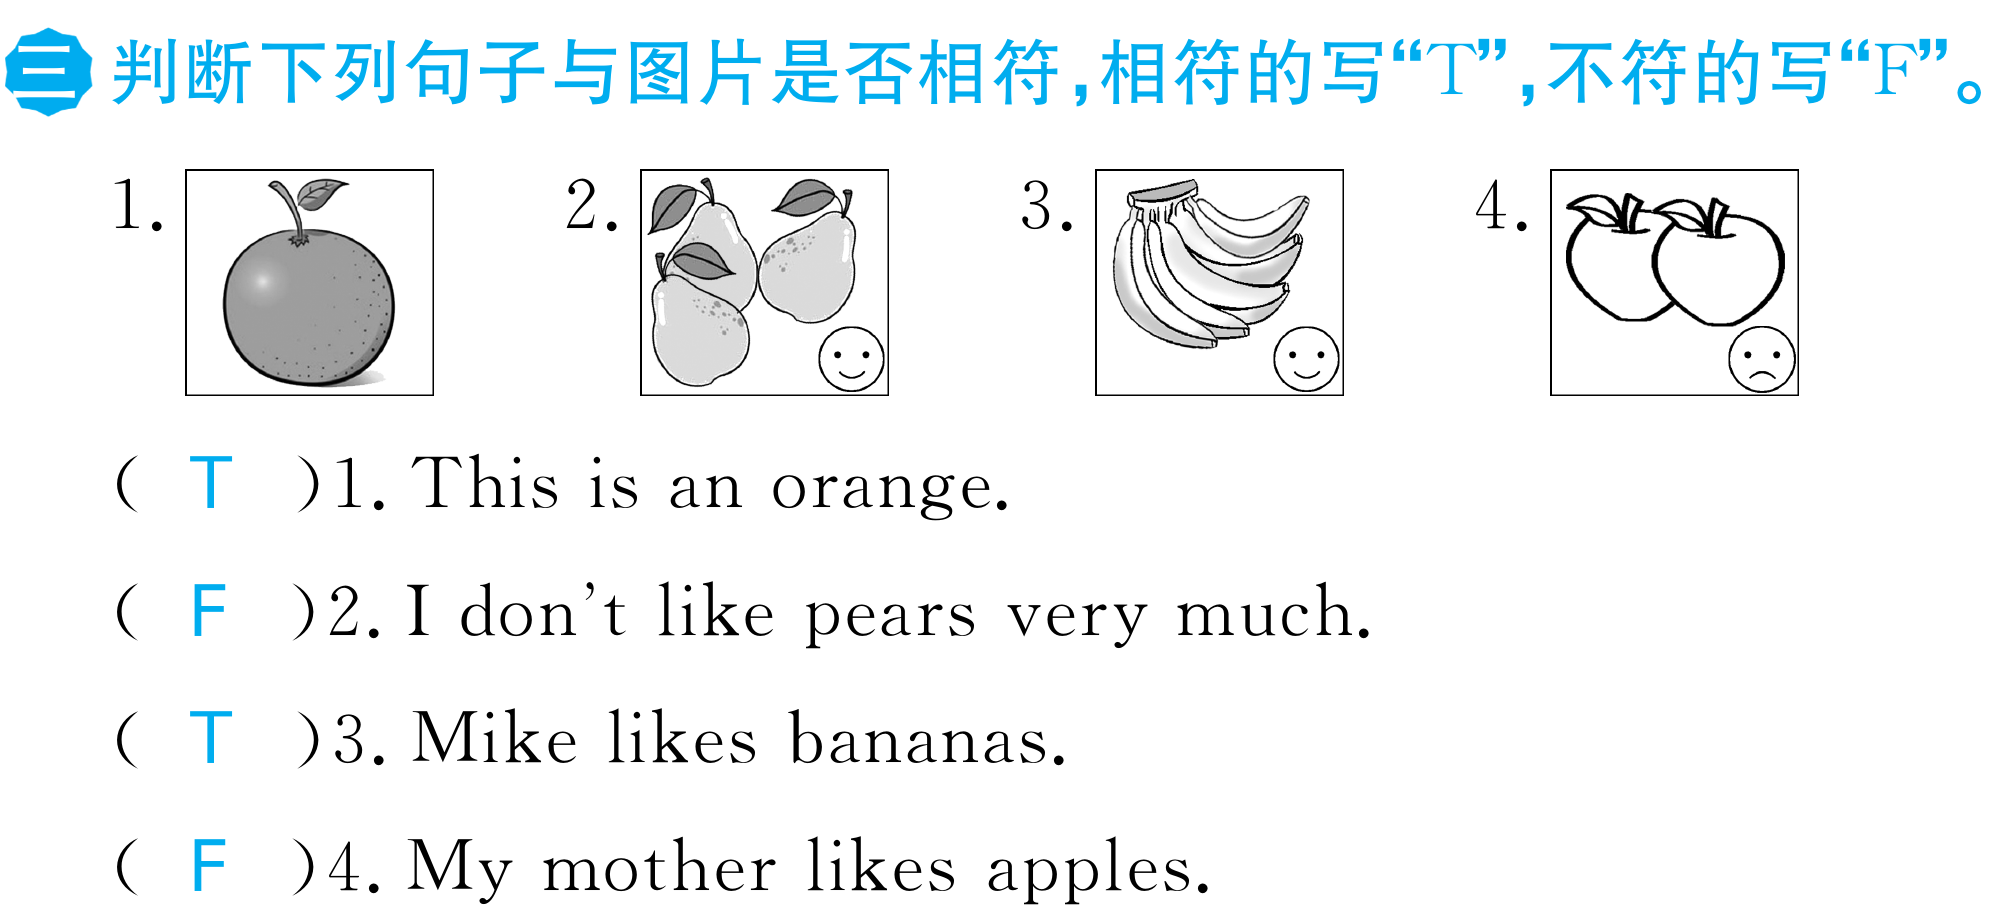 三 判断下列句子与图片是否相符,相符的写“T”,不符的写“F”。
1. 2. 3. 4.
( T )1. This is an orange.
( F )2. I don’t like pears very much.
( T )3. Mike likes bananas.
( F )4. My mother likes apples.